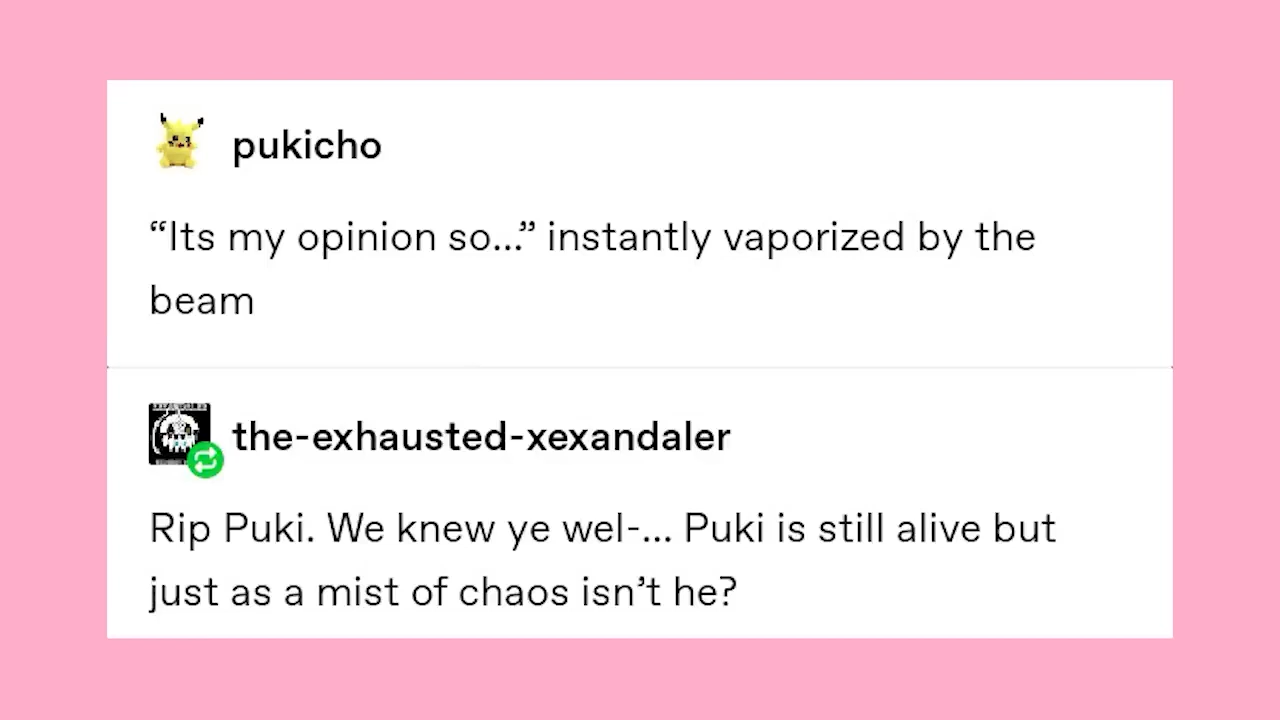 pukicho
“Its my opinion so...” instantly vaporized by the
beam
the-exhausted-xexandaler
Rip Puki. We knew ye wel-... Puki is still alive but
just as a mist of chaos isn’t he?